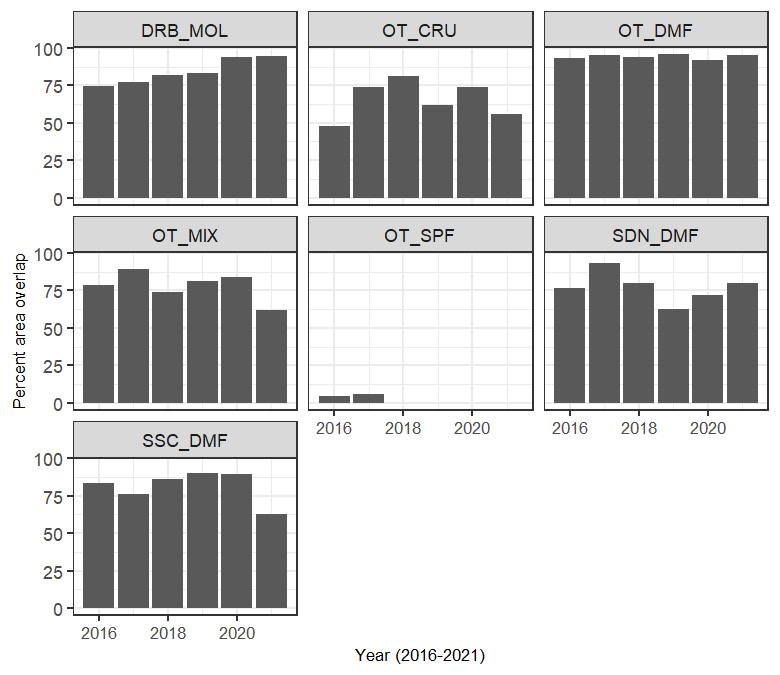 DRB_MOL OT_CRU OT_DMF
100
75
50
25
0
OT_MIX OT_SPF SDN_DMF
100
75
50
25
0
2016 2018 2020 2016 2018 2020
SSC_DMF
100
75
50
25
0
2016 2018 2020
Percent area overlap
Year (2016-2021)